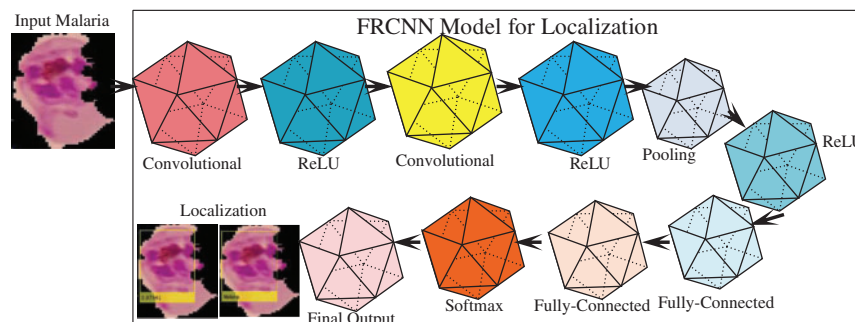 Input Malaria
FRCNN Model for Localization
Convolutional
ReLU
Convolutional
ReLU
Pooling
ReLU
Localization
Final Output
Softmax
Fully-Connected
Fully-Connected